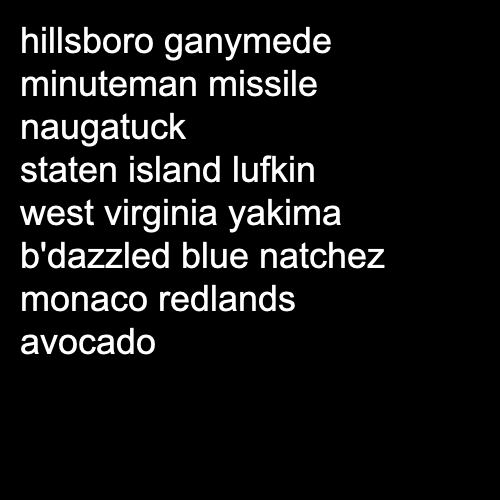 hillsboro ganymede
minuteman missile
naugatuck
staten island lufkin
west virginia yakima
b'dazzled blue natchez
monaco redlands
avocado